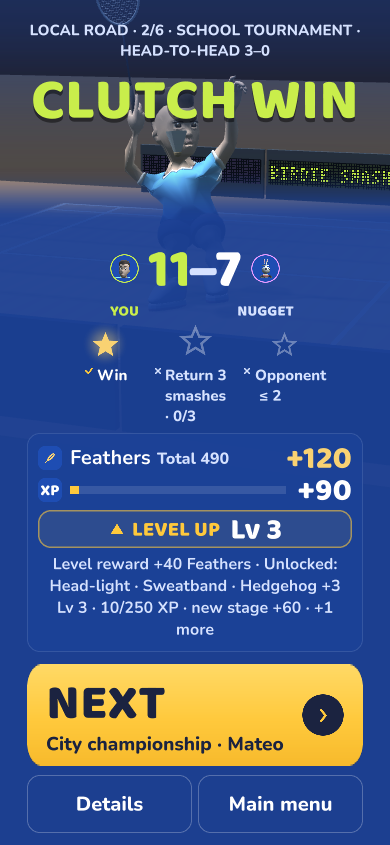 LOCAL ROAD · 2/6 · SCHOOL TOURNAMENT ·
HEAD-TO-HEAD 3–0
CLUTCH WIN
BIRDIE SMASH
11–7
YOU
NUGGET
Win
Return 3
smashes
· 0/3
Opponent
≤ 2
Feathers Total 490 +120
XP +90
LEVEL UP Lv 3
Level reward +40 Feathers · Unlocked:
Head-light · Sweatband · Hedgehog +3
Lv 3 · 10/250 XP · new stage +60 · +1
more
NEXT
City championship · Mateo
Details
Main menu